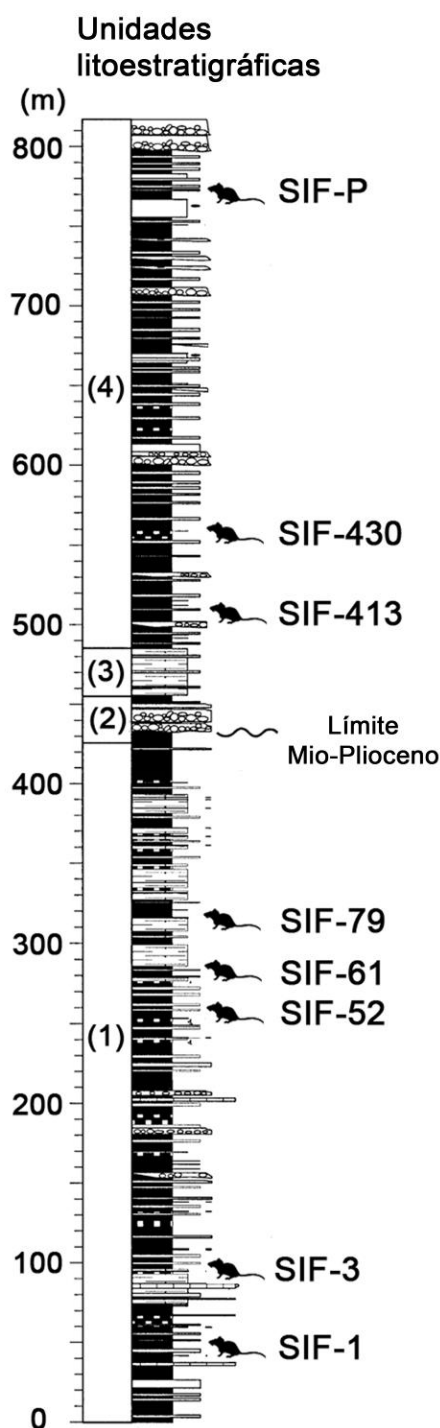 Unidades
litoestratigráficas
(m)
800
SIF-P
700
(4)
600
SIF-430
SIF-413
500
(3)
(2)
Límite
Mio-Plioceno
400
SIF-79
300
SIF-61
SIF-52
(1)
200
100
SIF-3
SIF-1
0